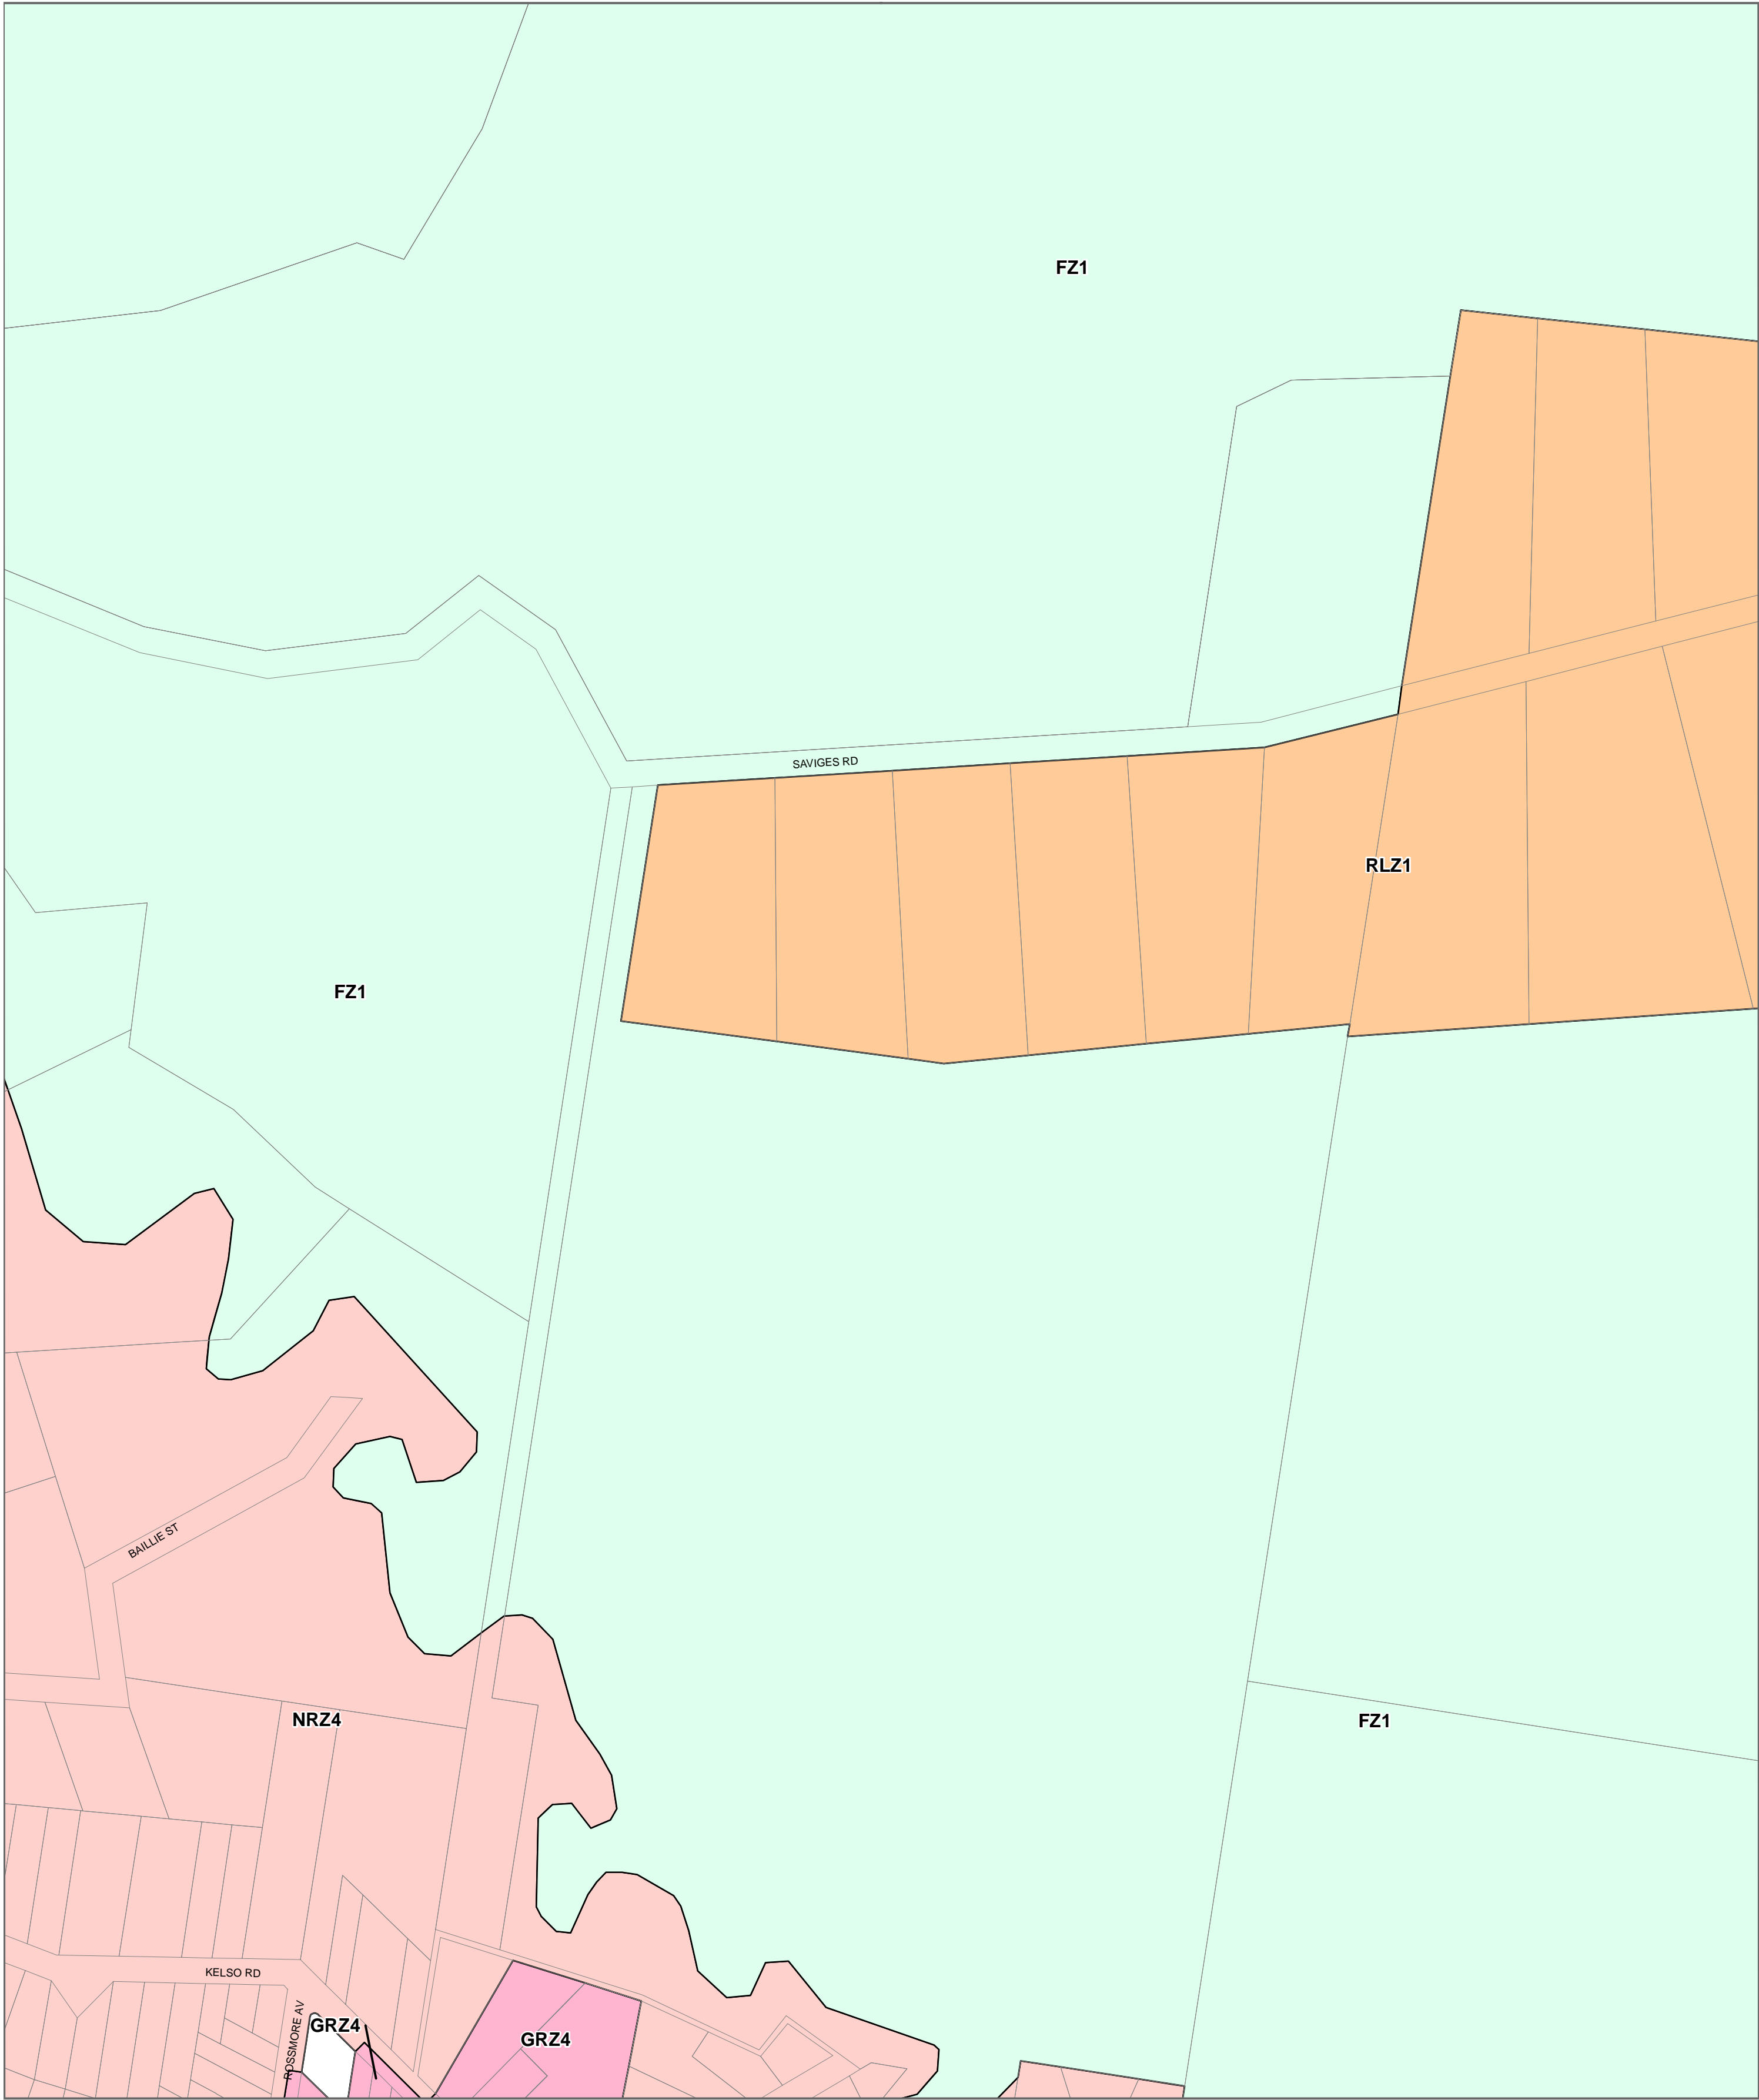 FZ1
SAVIGES RD
RLZ1
FZ1
BAILLIE ST
NRZ4
FZ1
KELSO RD
ROSSMORE AV
GRZ4
GRZ4